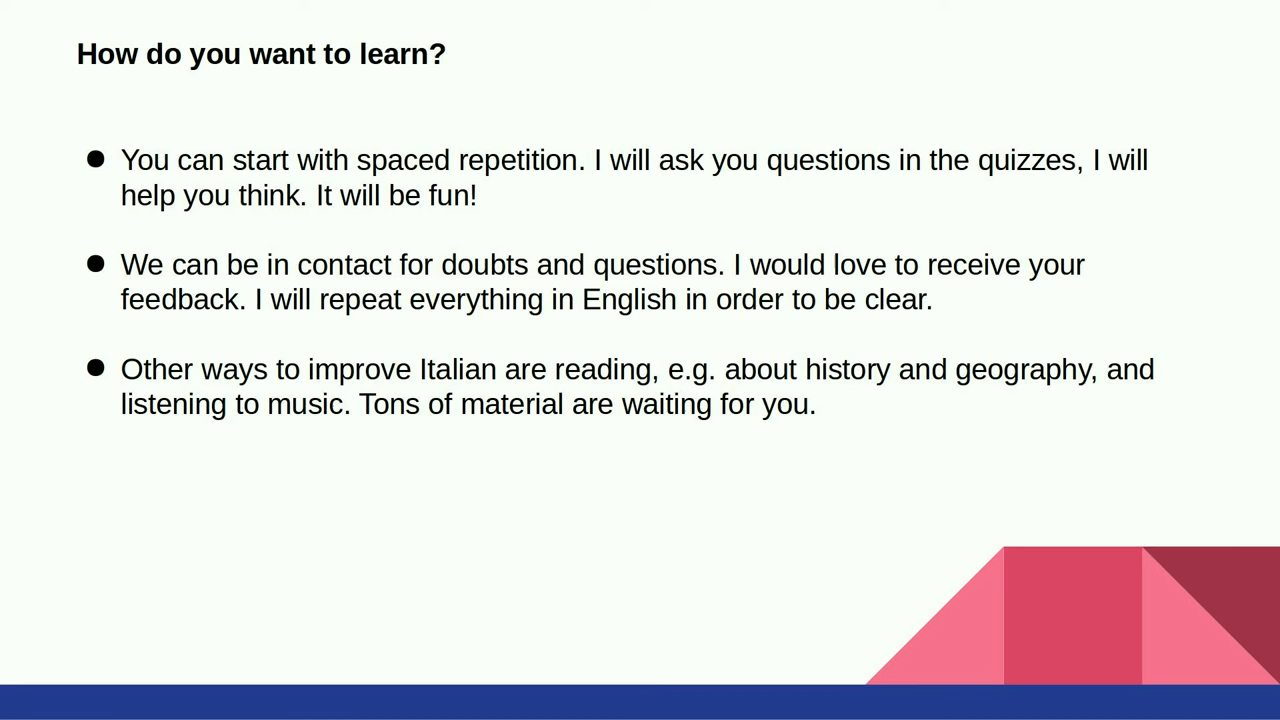 How do you want to learn?
● You can start with spaced repetition. I will ask you questions in the quizzes, I will
help you think. It will be fun!
● We can be in contact for doubts and questions. I would love to receive your
feedback. I will repeat everything in English in order to be clear.
● Other ways to improve Italian are reading, e.g. about history and geography, and
listening to music. Tons of material are waiting for you.